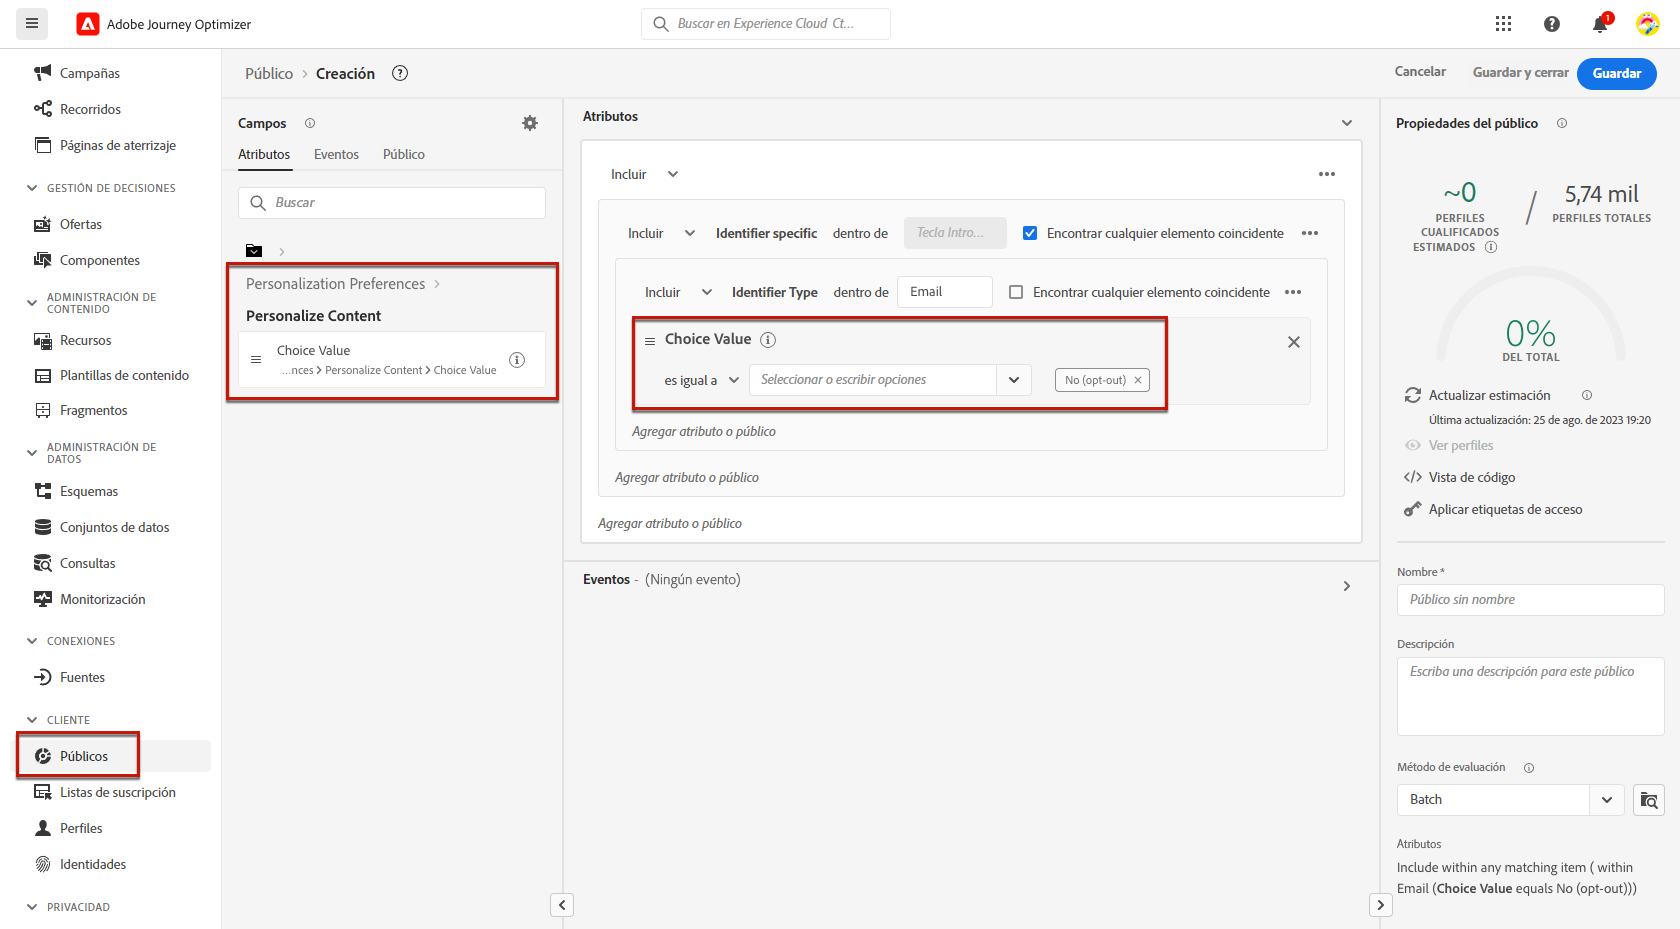 Adobe Journey Optimizer
Buscar en Experience Cloud Ct...
1
Campañas
Recorridos
Páginas de aterrizaje
GESTIÓN DE DECISIONES
Ofertas
Componentes
ADMINISTRACIÓN DE
CONTENIDO
Recursos
Plantillas de contenido
Fragmentos
ADMINISTRACIÓN DE
DATOS
Esquemas
Conjuntos de datos
Consultas
Monitorización
CONEXIONES
Fuentes
CLIENTE
Públicos
Listas de suscripción
Perfiles
Identidades
PRIVACIDAD
Público > Creación
Cancelar
Guardar y cerrar
Guardar
Campos
Atributos Eventos Público
Buscar
Personalization Preferences >
Personalize Content
Choice Value
...nces > Personalize Content > Choice Value
Atributos
Incluir
Incluir Identifier specific dentro de Tecla Intro... Encontrar cualquier elemento coincidente
Incluir Identifier Type dentro de Email Encontrar cualquier elemento coincidente
Choice Value
es igual a Seleccionar o escribir opciones No (opt-out)
Agregar atributo o público
Agregar atributo o público
Agregar atributo o público
Eventos - (Ningún evento)
Propiedades del público
~0 / 5,74 mil
PERFILES
CUALIFICADOS
ESTIMADOS
PERFILES TOTALES
0%
DEL TOTAL
Actualizar estimación
Última actualización: 25 de ago. de 2023 19:20
Ver perfiles
Vista de código
Aplicar etiquetas de acceso
Nombre *
Público sin nombre
Descripción
Escriba una descripción para este público
Método de evaluación
Batch
Atributos
Include within any matching item ( within
Email (Choice Value equals No (opt-out)))